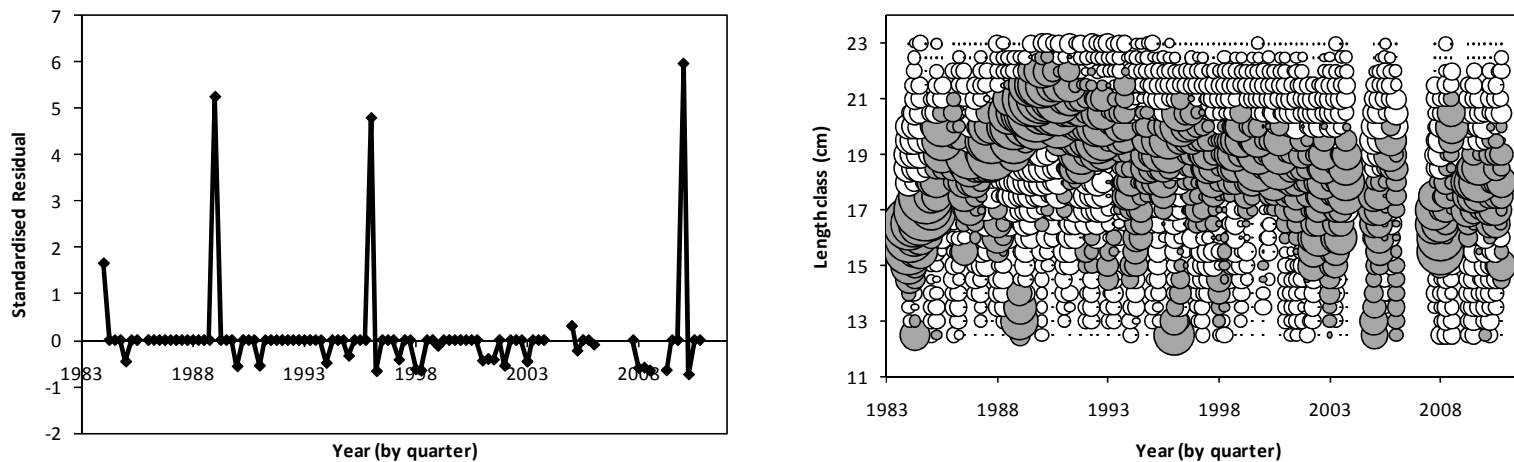 7
6
5
4
3
2
1
0
-1
-2
Standardised Residual
1983 1988 1993 1998 2003 2008
Year (by quarter)
23
21
19
17
15
13
11
Length class (cm)
1983 1988 1993 1998 2003 2008
Year (by quarter)